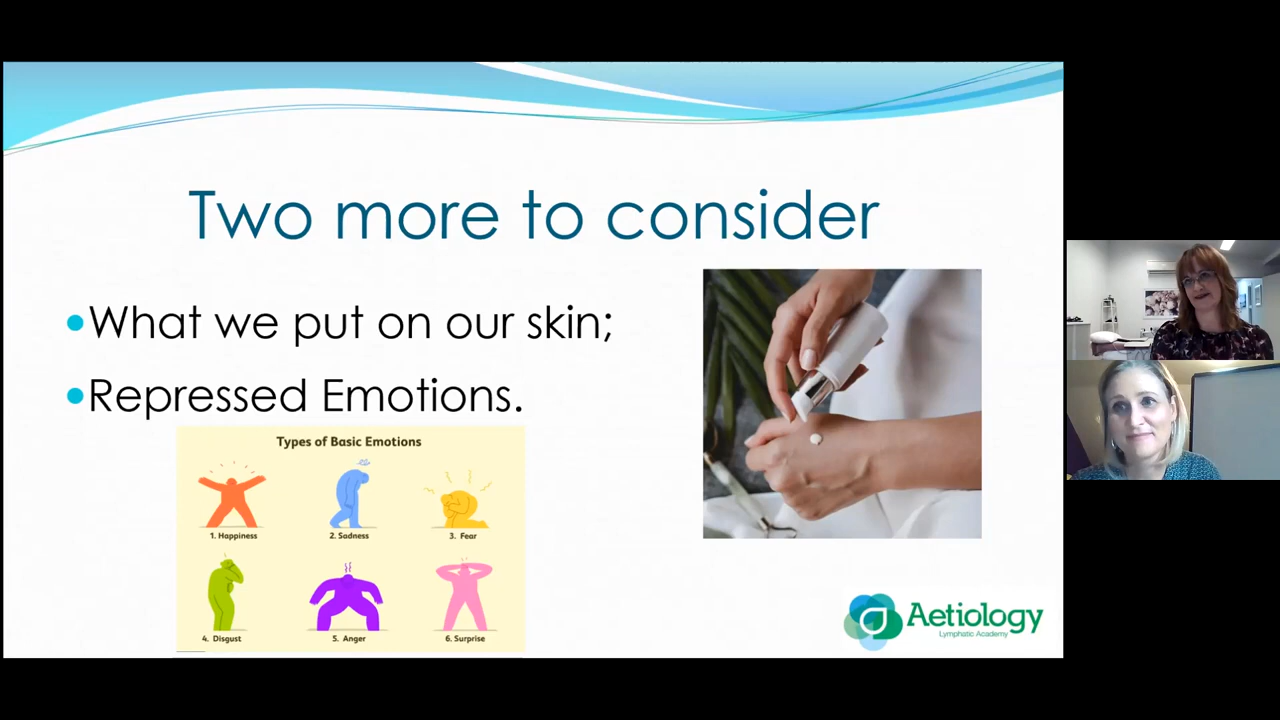 Two more to consider
What we put on our skin;
Repressed Emotions.
Types of Basic Emotions
1. Happiness
2. Sadness
3. Fear
4. Disgust
5. Anger
6. Surprise
Aetiology
Lymphatic Academy